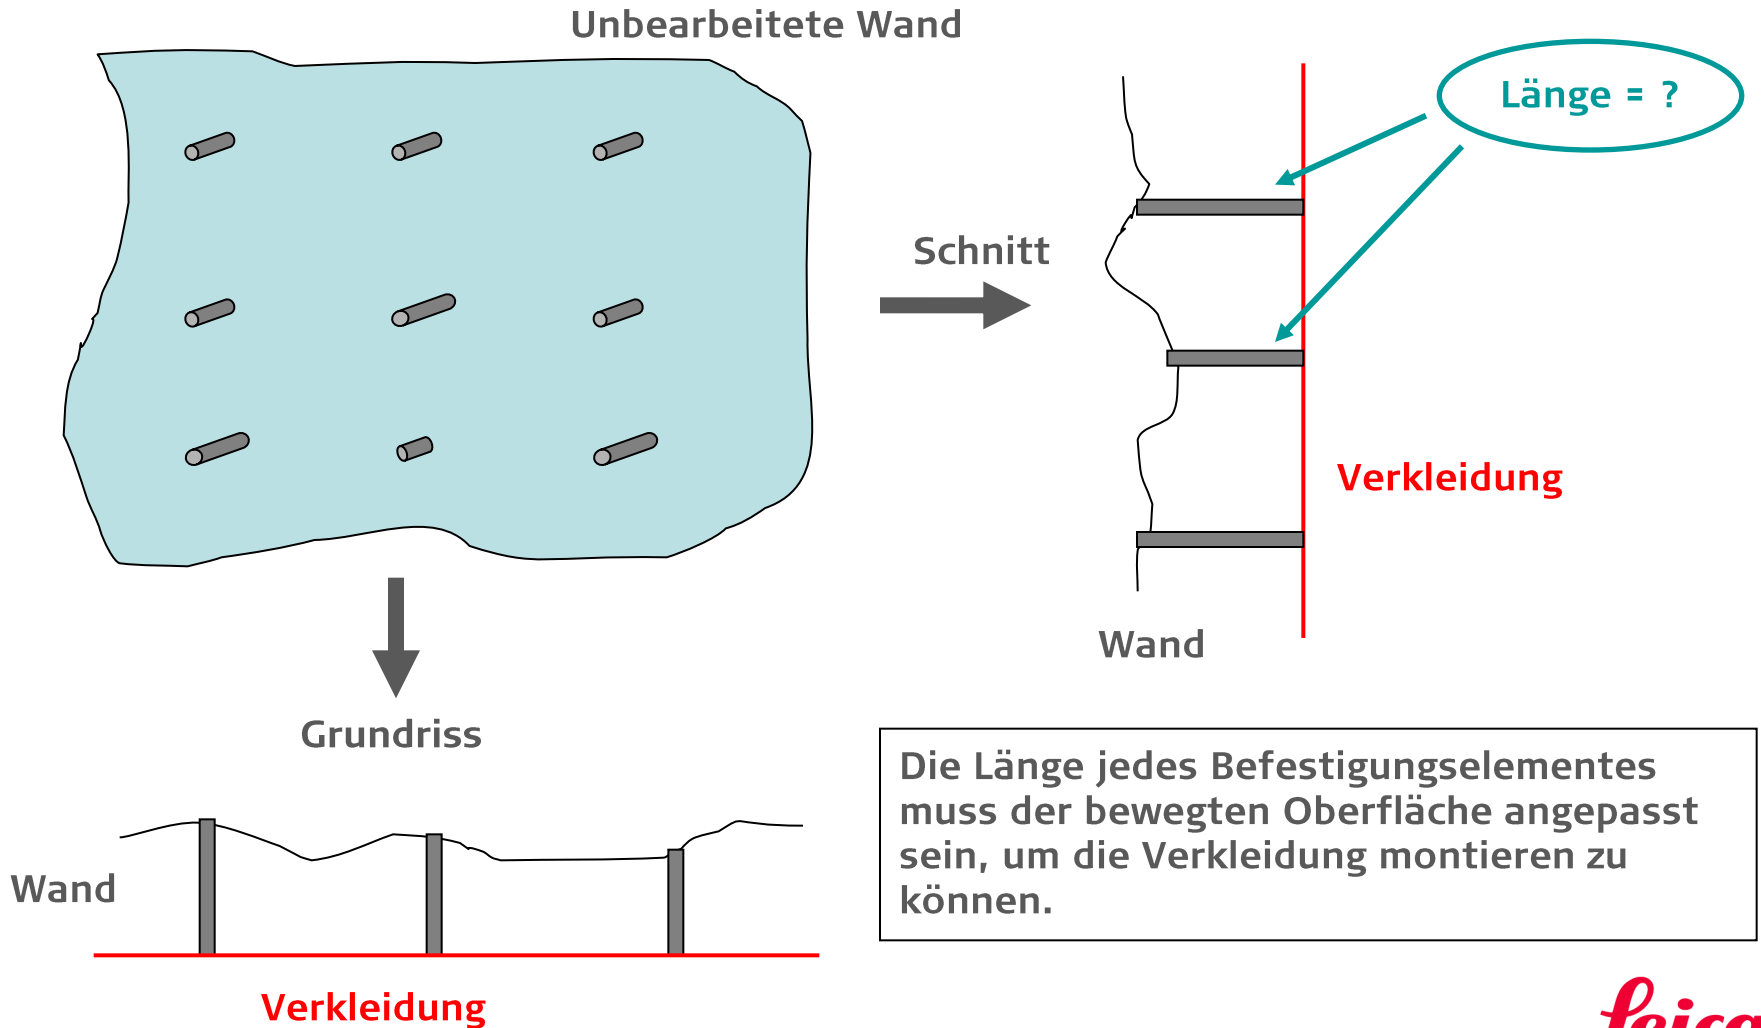 Unbearbeitete Wand
Länge = ?
Schnitt
Verkleidung
Wand
Grundriss
Wand
Verkleidung
Die Länge jedes Befestigungselementes
muss der bewegten Oberfläche angepasst
sein, um die Verkleidung montieren zu
können.
Leica